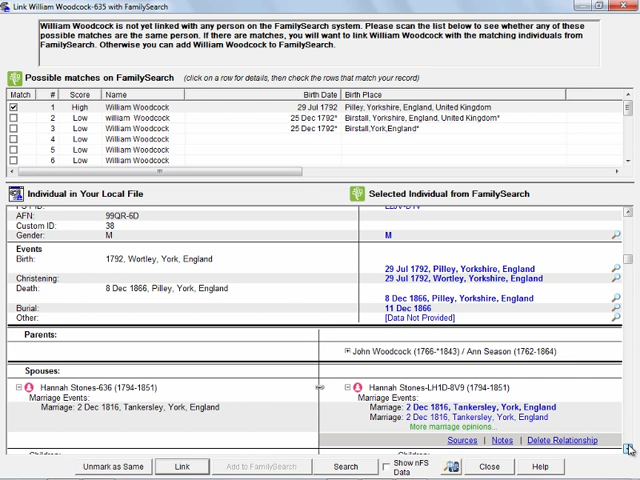 Link William Woodcock-635 with FamilySearch
William Woodcock is not yet linked with any person on the FamilySearch system. Please scan the list below to see whether any of these
possible matches are the same person. If there are matches, you will want to link William Woodcock with the matching individuals from
FamilySearch. Otherwise you can add William Woodcock to FamilySearch.
Possible matches on FamilySearch (click on a row for details, then check the rows that match your record)
Match # Score Name Birth Date Birth Place
1 High William Woodcock 29 Jul 1792 Pilley, Yorkshire, England, United Kingdom
2 Low william Woodcock 25 Dec 1792* Birstall, Yorkshire, England, United Kingdom*
3 Low William Woodcock 25 Dec 1792* Birstall,York,England*
4 Low William Woodcock
5 Low William Woodcock
6 Low William Woodcock
Individual in Your Local File Selected Individual from FamilySearch
AFN: 99QR-6D
Custom ID: 38
Gender: M M
Events
Birth: 1792, Wortley, York, England
29 Jul 1792, Pilley, Yorkshire, England
Christening: 29 Jul 1792, Wortley, York, England
Death: 8 Dec 1866, Pilley, Yorkshire, England
8 Dec 1866, Pilley, Yorkshire, England
Burial: 11 Dec 1866
Other: [Data Not Provided]
Parents:
John Woodcock (1766-*1843) / Ann Season (1762-1864)
Spouses:
Hannah Stones-636 (1794-1851) Hannah Stones-LH1D-8V9 (1794-1851)
Marriage Events: Marriage Events:
Marriage: 2 Dec 1816, Tankersley, York, England Marriage: 2 Dec 1816, Tankersley, York, England
Marriage: 2 Dec 1816, Tankersley, York, England
More marriage opinions...
Sources | Notes | Delete Relationship
Unmark as Same Link Add to FamilySearch Search Show nFS Data Close Help